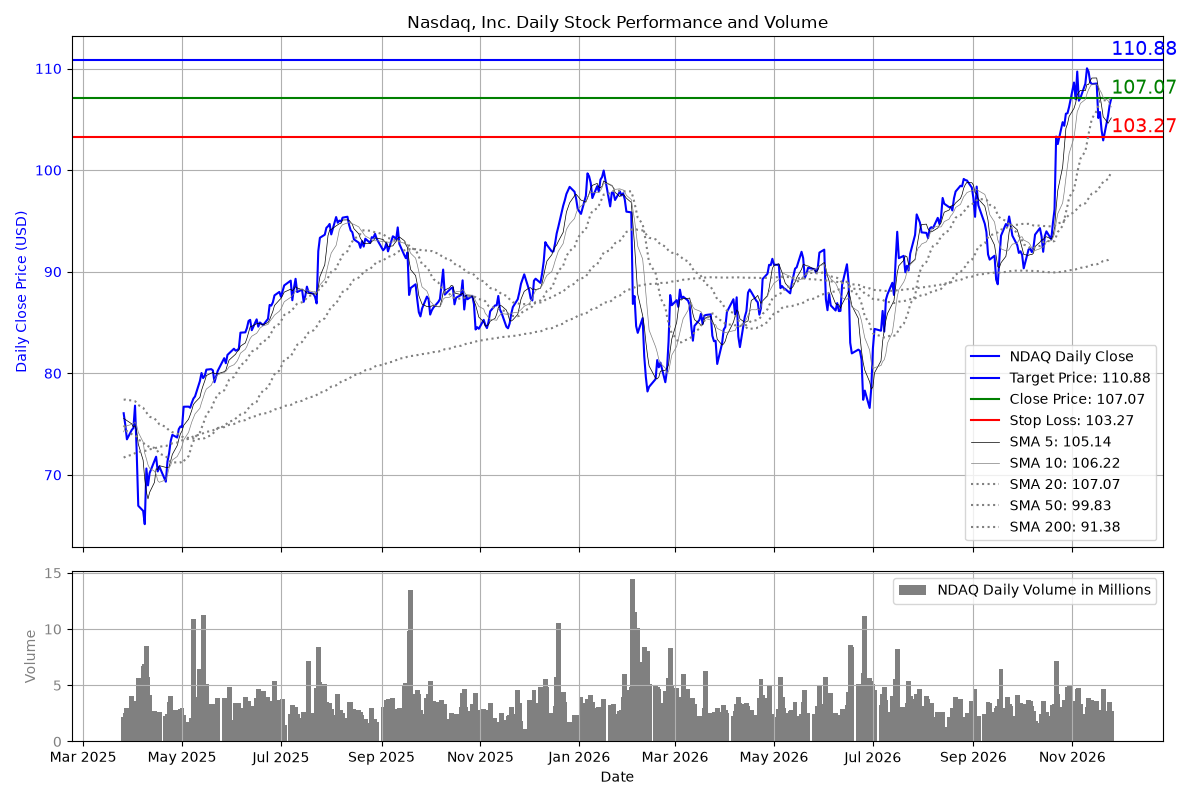 Nasdaq, Inc. Daily Stock Performance and Volume
110.88
107.07
103.27
110
100
90
80
70
Daily Close Price (USD)
NDAQ Daily Close
Target Price: 110.88
Close Price: 107.07
Stop Loss: 103.27
SMA 5: 105.14
SMA 10: 106.22
SMA 20: 107.07
SMA 50: 99.83
SMA 200: 91.38
15
10
5
0
Volume
NDAQ Daily Volume in Millions
Mar 2025 May 2025 Jul 2025 Sep 2025 Nov 2025 Jan 2026 Mar 2026 May 2026 Jul 2026 Sep 2026 Nov 2026
Date